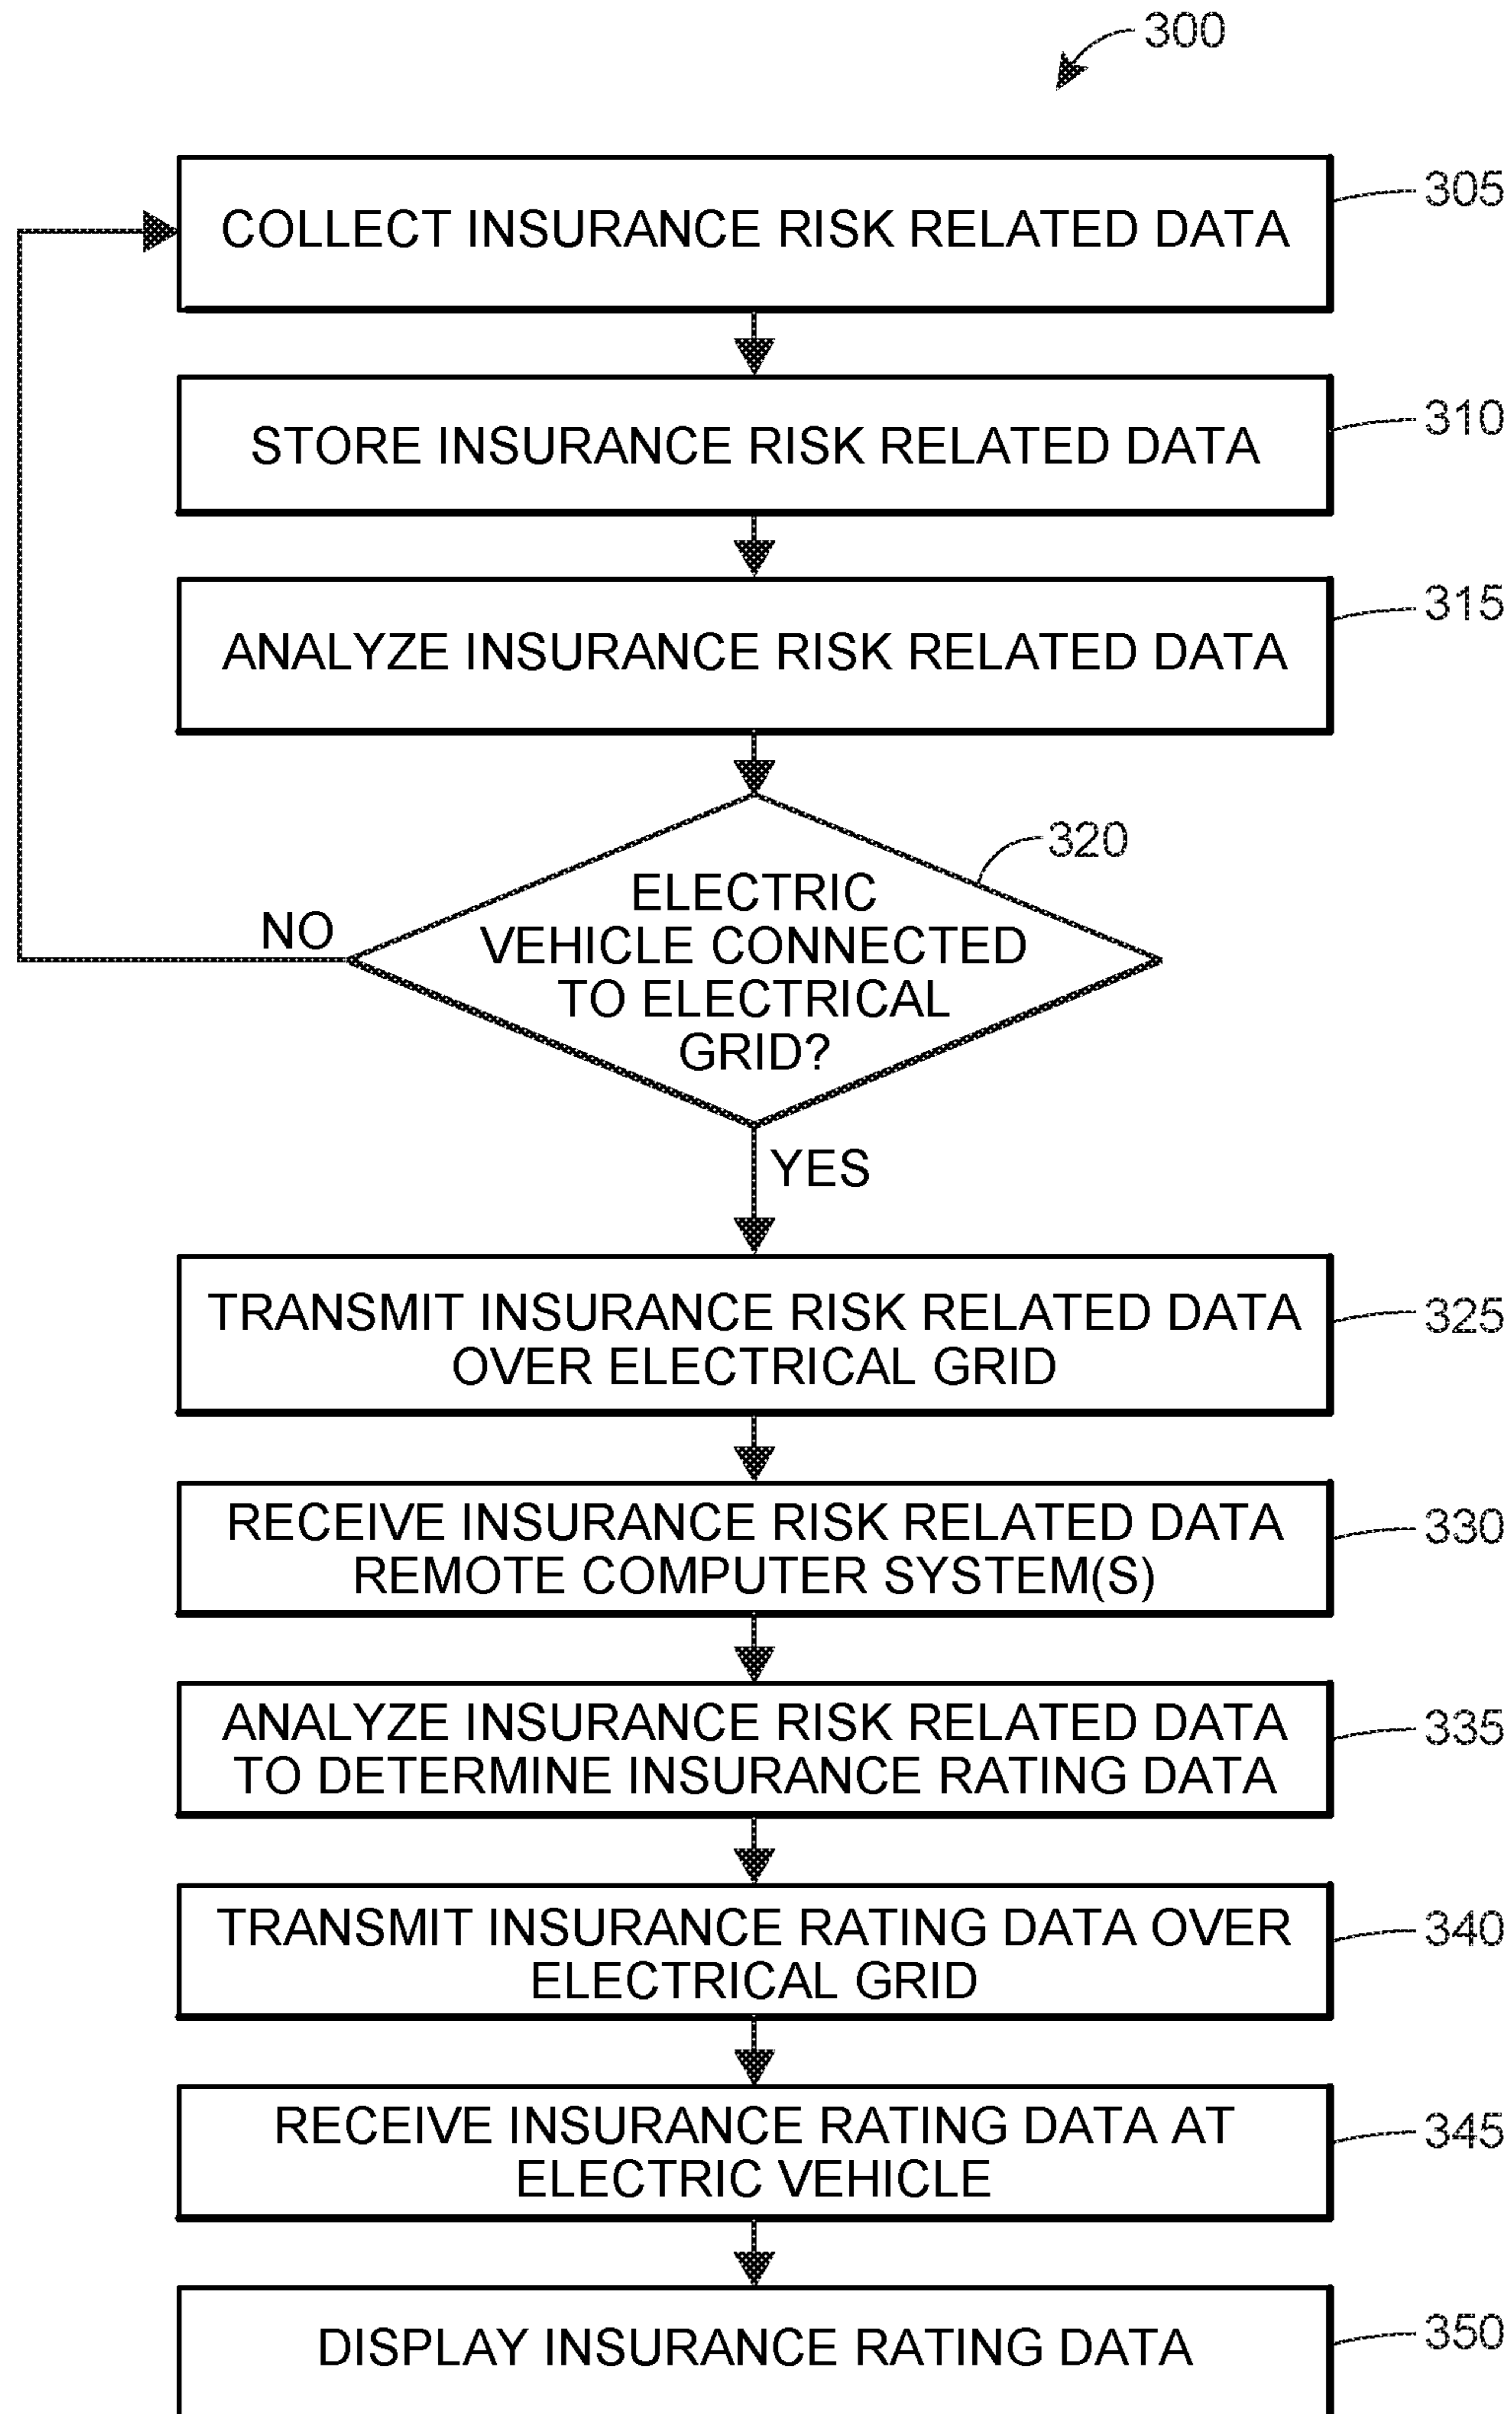 300
COLLECT INSURANCE RISK RELATED DATA
305
STORE INSURANCE RISK RELATED DATA
310
ANALYZE INSURANCE RISK RELATED DATA
315
320
ELECTRIC
VEHICLE CONNECTED
TO ELECTRICAL
GRID?
NO
YES
TRANSMIT INSURANCE RISK RELATED DATA
OVER ELECTRICAL GRID
325
RECEIVE INSURANCE RISK RELATED DATA
REMOTE COMPUTER SYSTEM(S)
330
ANALYZE INSURANCE RISK RELATED DATA
TO DETERMINE INSURANCE RATING DATA
335
TRANSMIT INSURANCE RATING DATA OVER
ELECTRICAL GRID
340
RECEIVE INSURANCE RATING DATA AT
ELECTRIC VEHICLE
345
DISPLAY INSURANCE RATING DATA
350